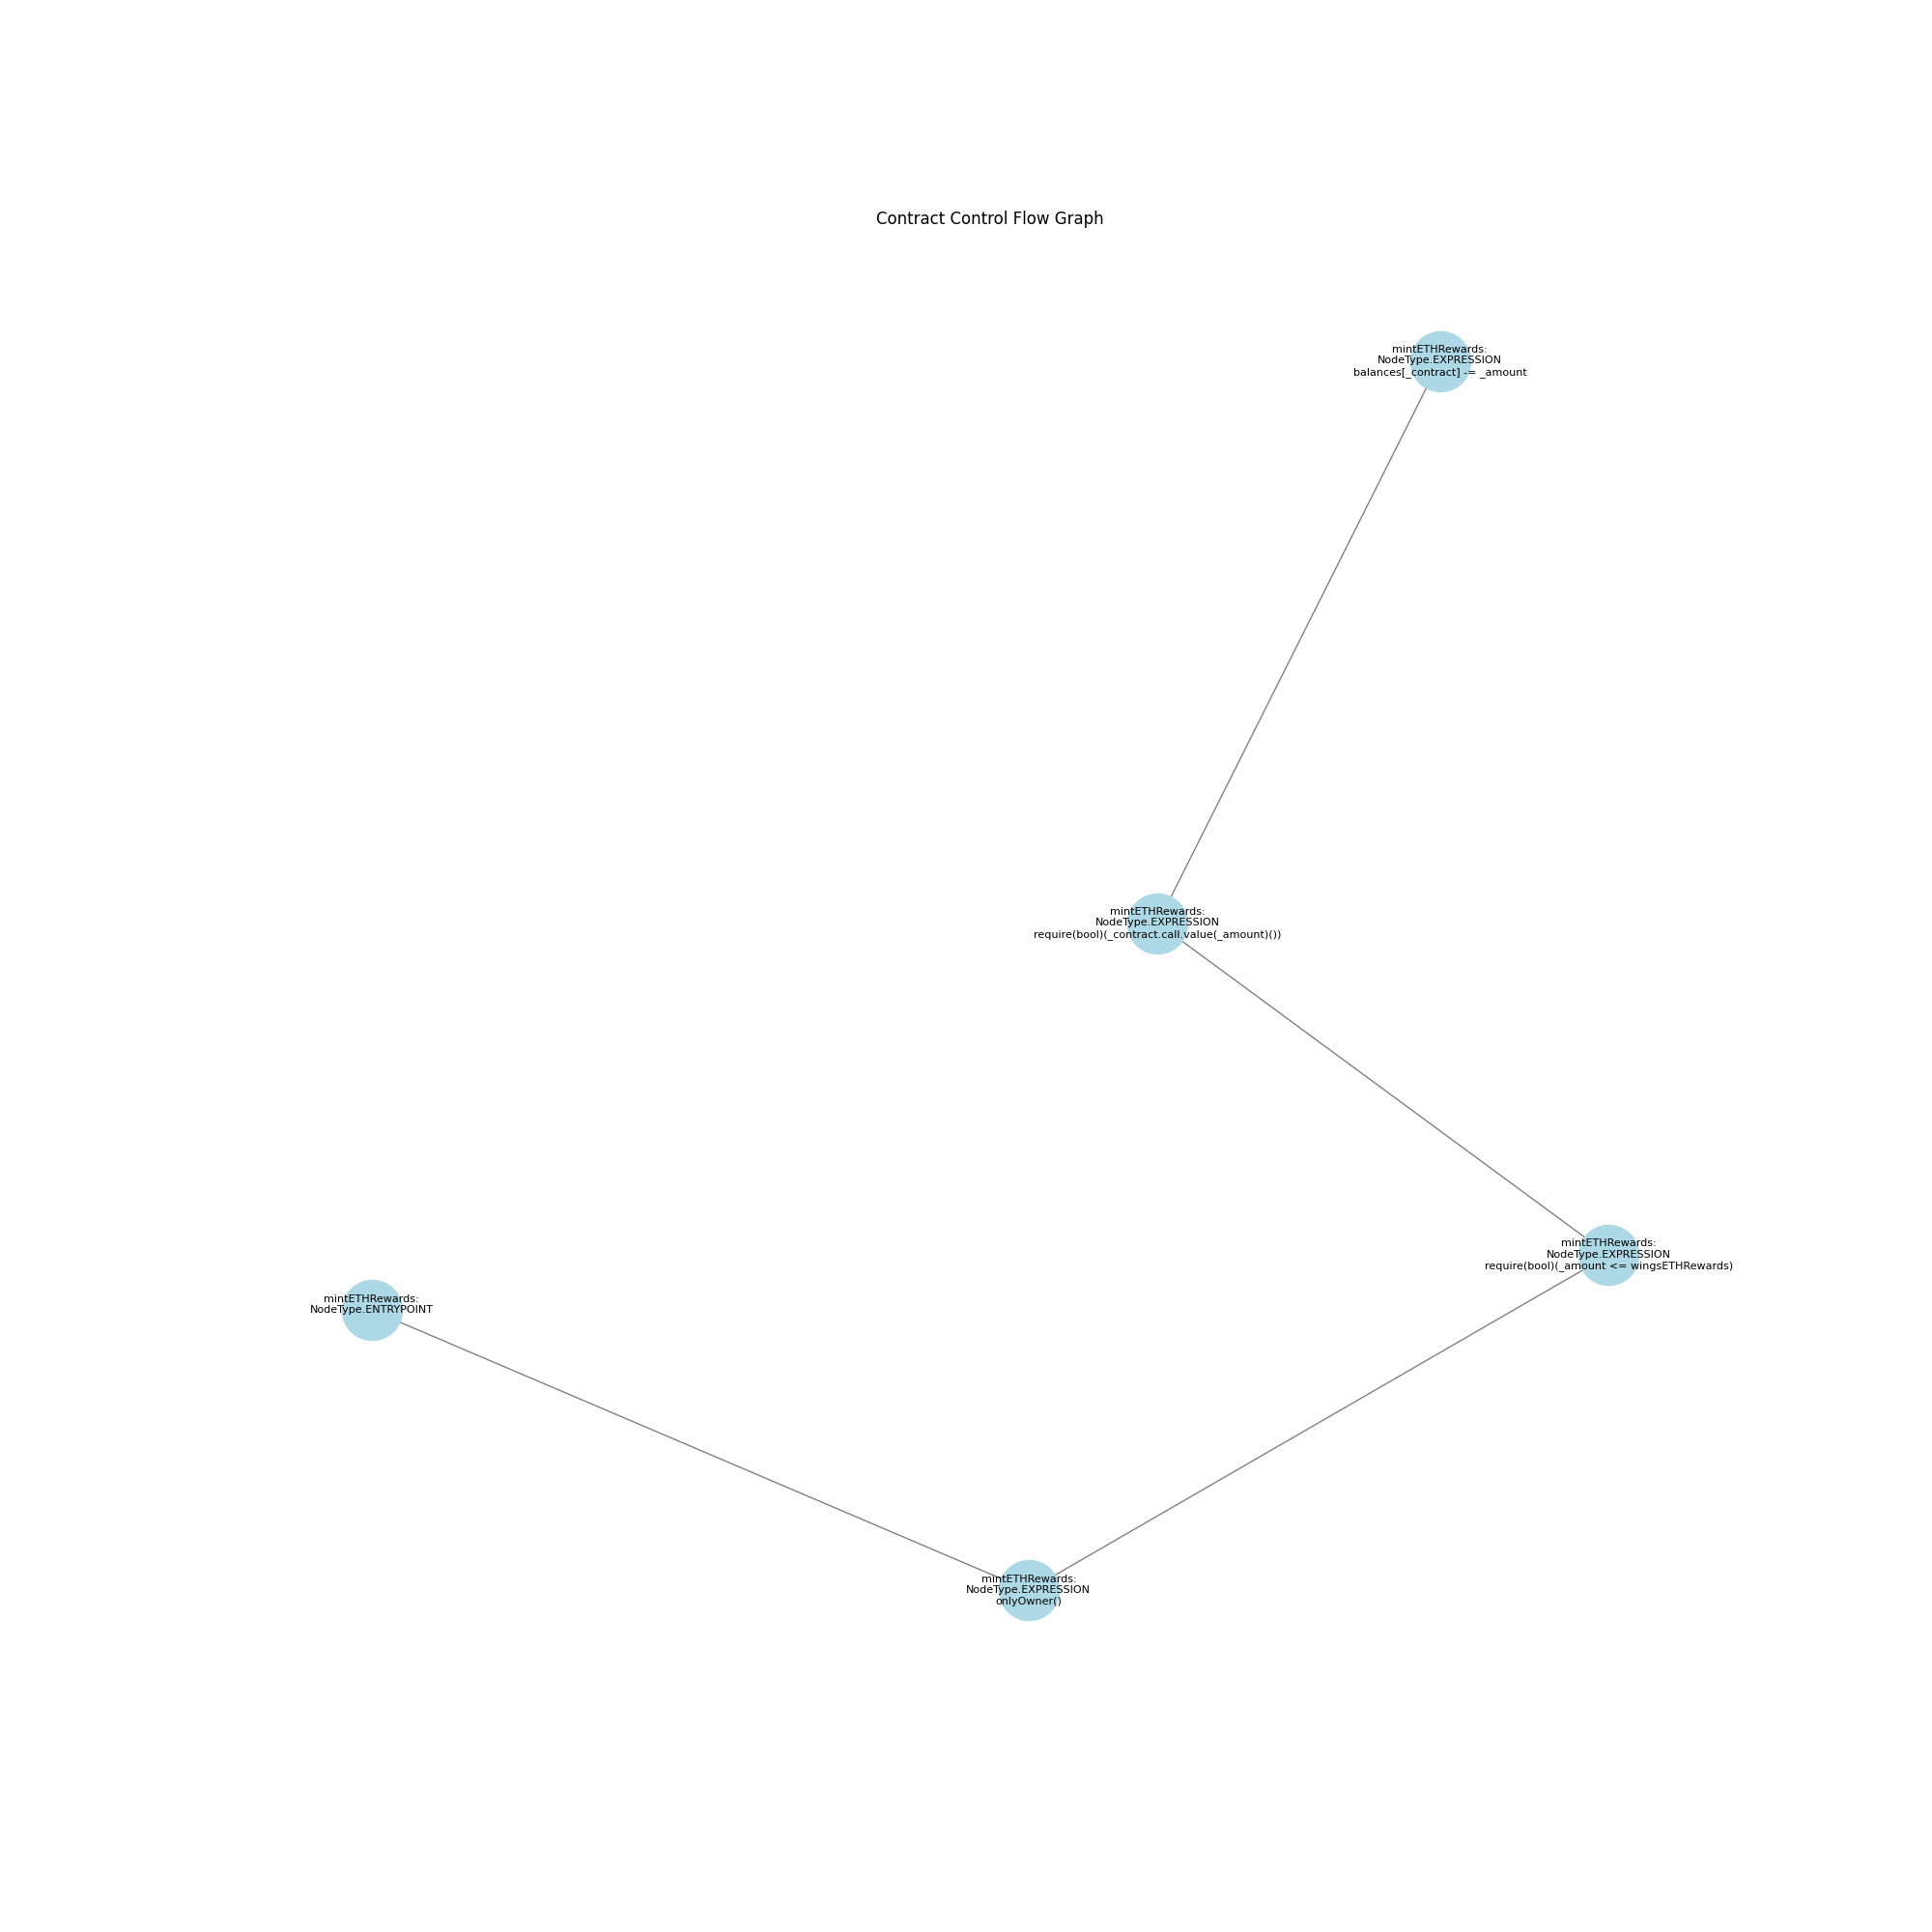 Contract Control Flow Graph
mintETHRewards:
NodeType.EXPRESSION
balances[_contract] -= _amount
mintETHRewards:
NodeType.EXPRESSION
require(bool)(_contract.call.value(_amount)())
mintETHRewards:
NodeType.EXPRESSION
require(bool)(_amount <= wingsETHRewards)
mintETHRewards:
NodeType.ENTRYPOINT
mintETHRewards:
NodeType.EXPRESSION
onlyOwner()